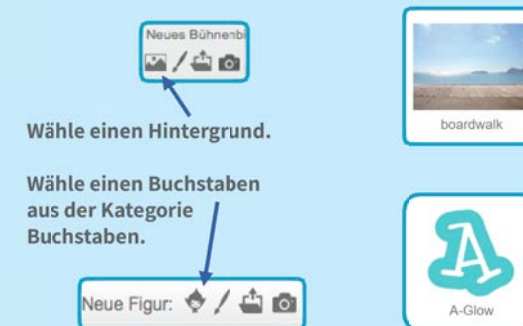 Neues Bühnenbi
Wähle einen Hintergrund.
boardwalk
Wähle einen Buchstaben
aus der Kategorie
Buchstaben.
A
A-Glow
Neue Figur: